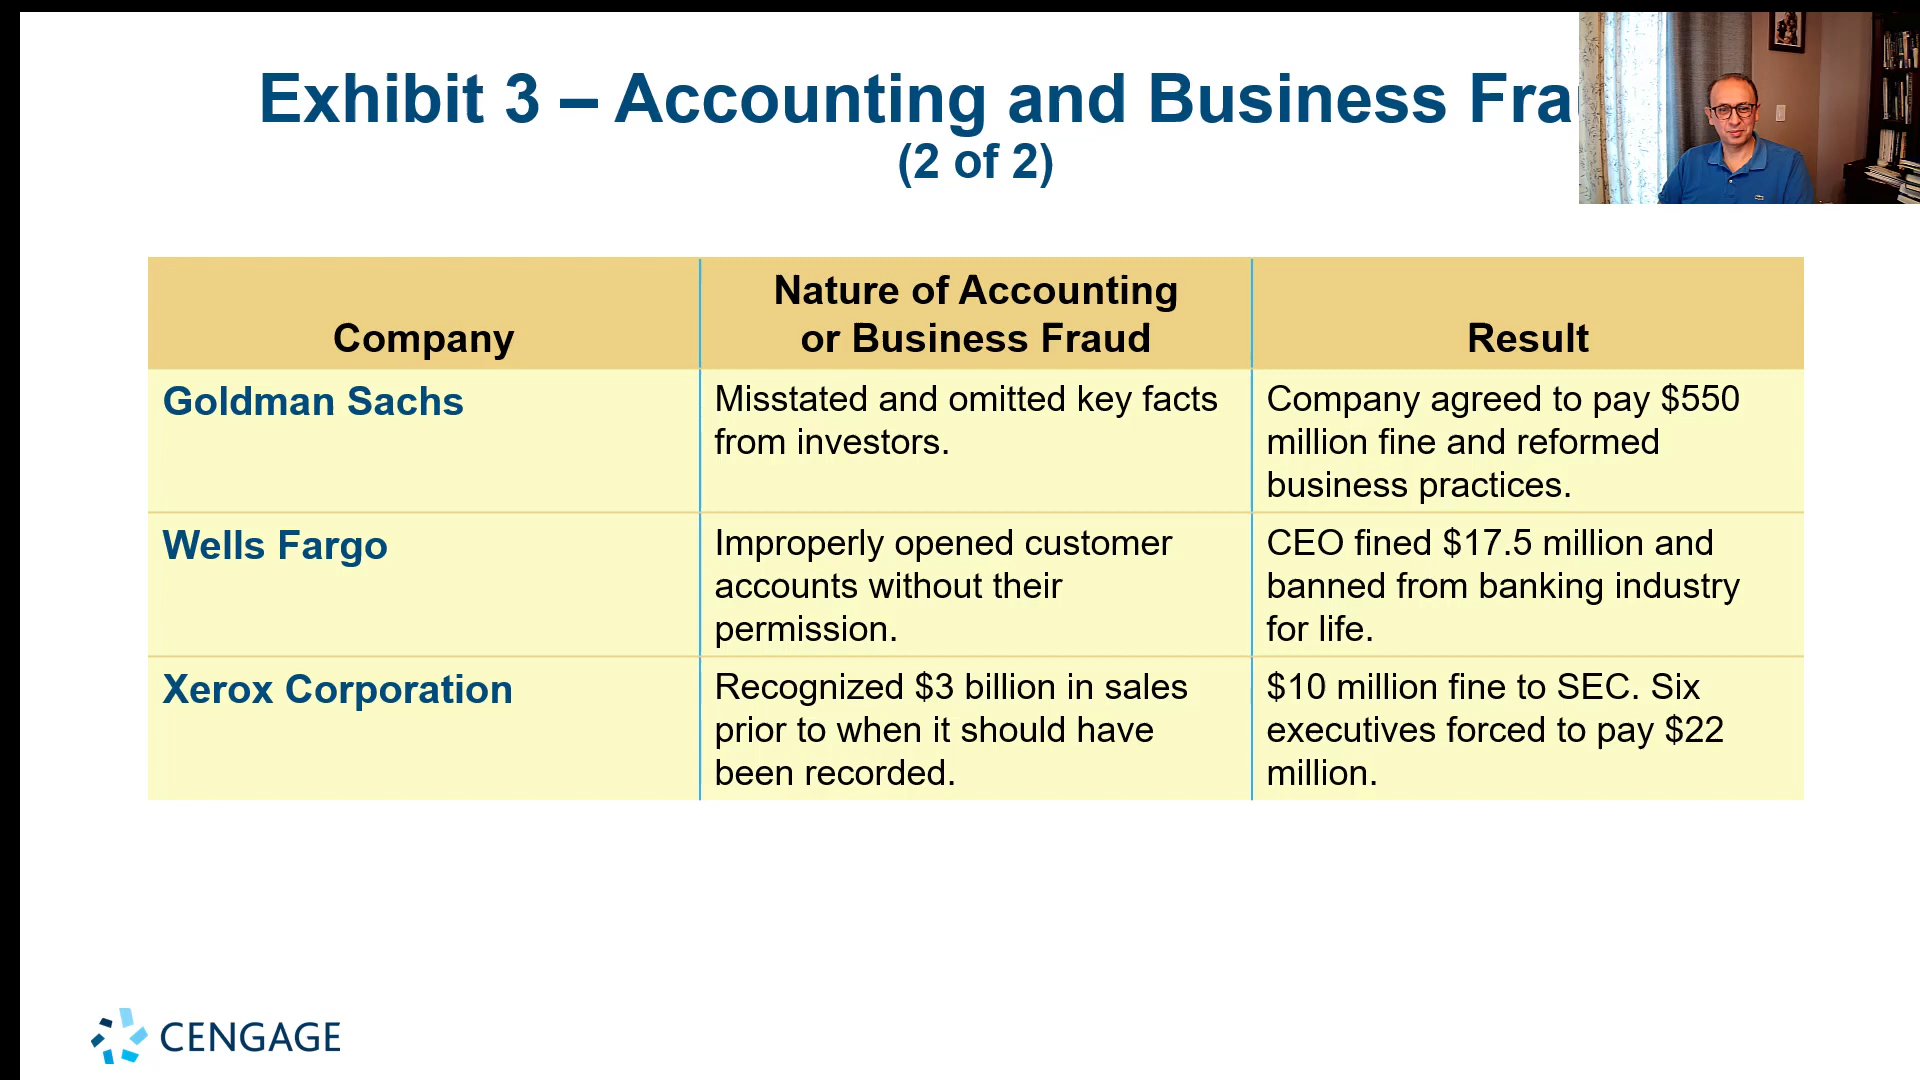 Exhibit 3 – Accounting and Business
(2 of 2)
Company
Nature of Accounting
or Business Fraud
Result
Goldman Sachs
Misstated and omitted key facts
from investors.
Company agreed to pay $550
million fine and reformed
business practices.
Wells Fargo
Improperly opened customer
accounts without their
permission.
CEO fined $17.5 million and
banned from banking industry
for life.
Xerox Corporation
Recognized $3 billion in sales
prior to when it should have
been recorded.
$10 million fine to SEC. Six
executives forced to pay $22
million.
CENGAGE